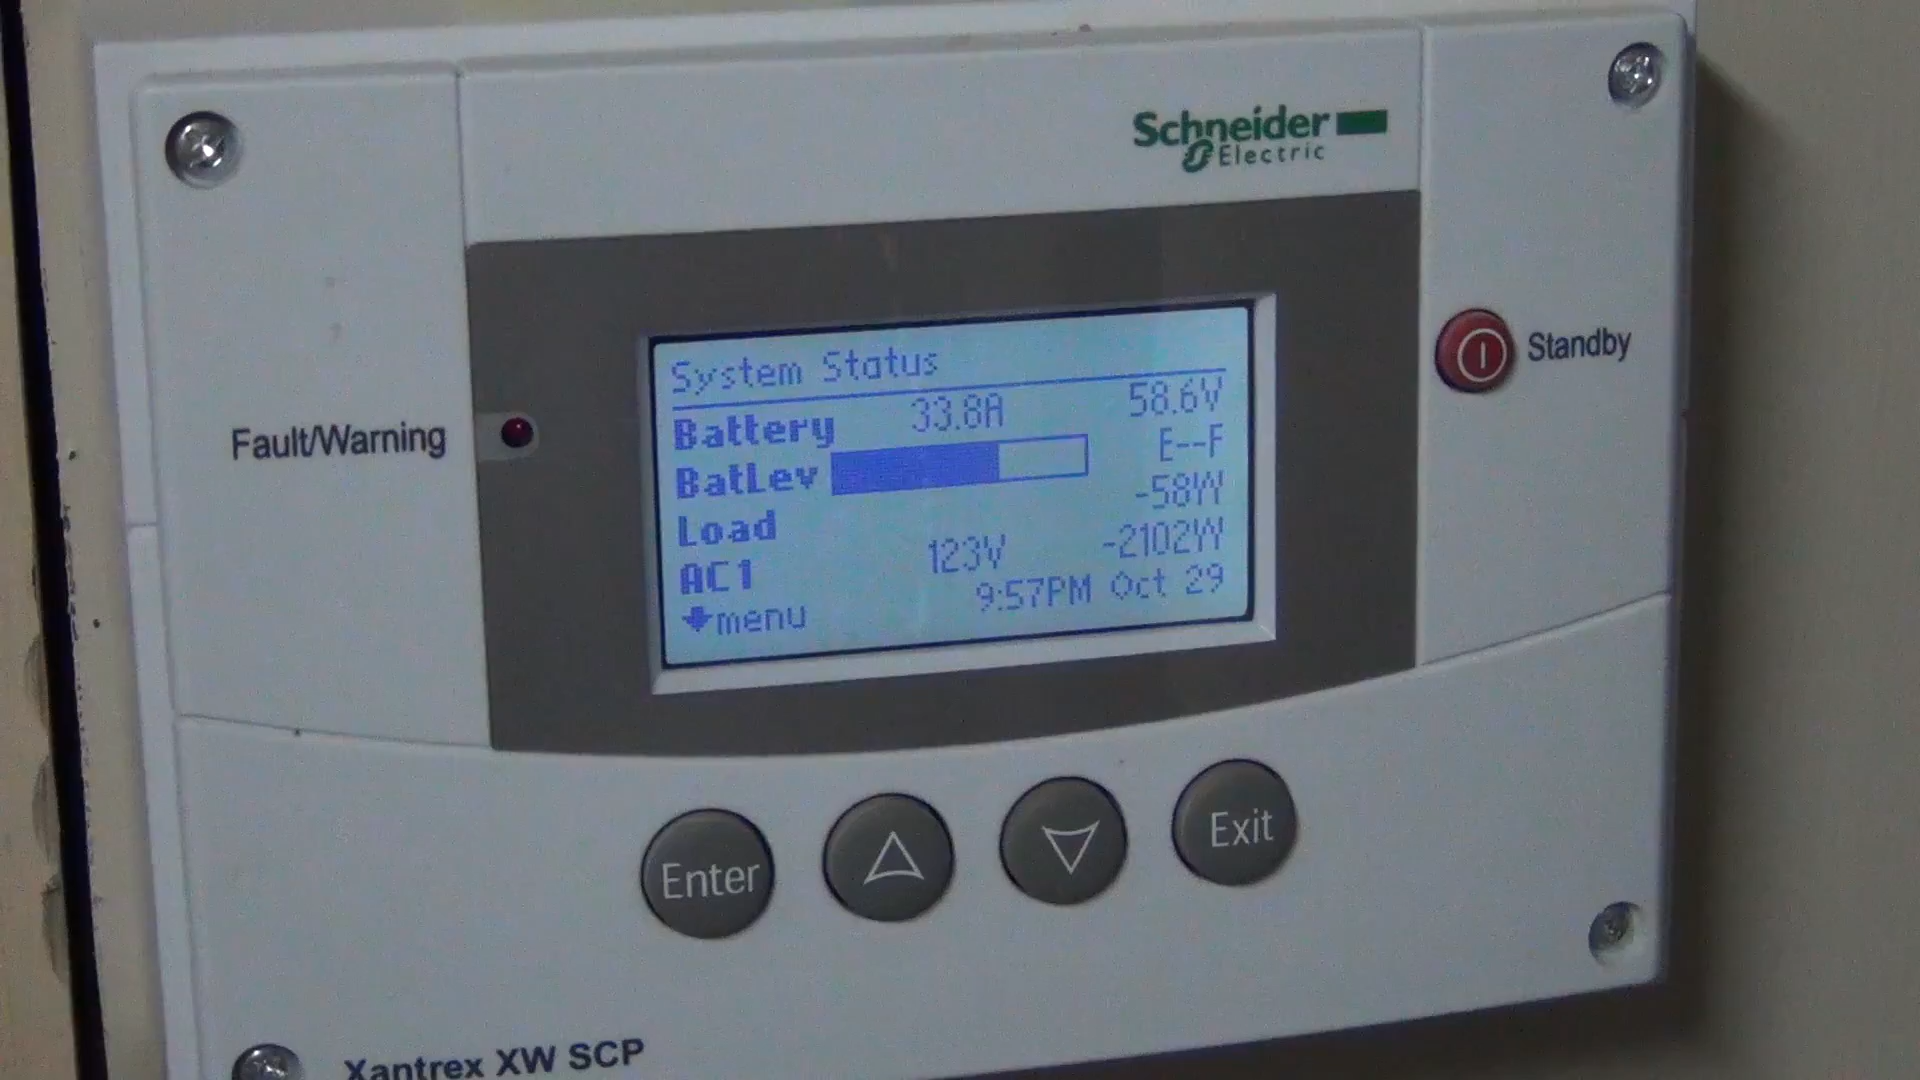 Schneider
Electric
Standby
Fault/Warning
System Status
Battery 33.8A 58.6V
BatLev E--F
Load -58W
AC1 123V -2102W
menu 9:57PM Oct 29
Enter
Exit
Xantrex XW SCP